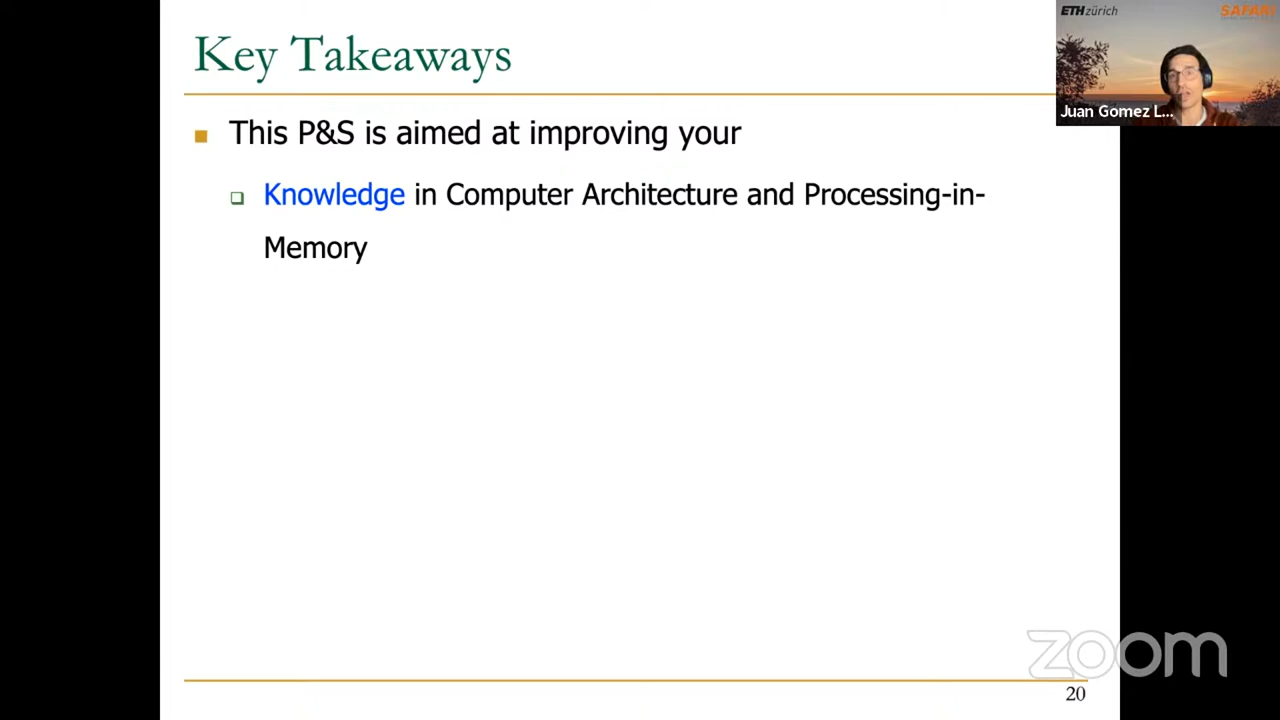 Key Takeaways
ETH zürich
SAFARI
Juan Gomez L...
This P&S is aimed at improving your
Knowledge in Computer Architecture and Processing-in-
Memory
zoom
20